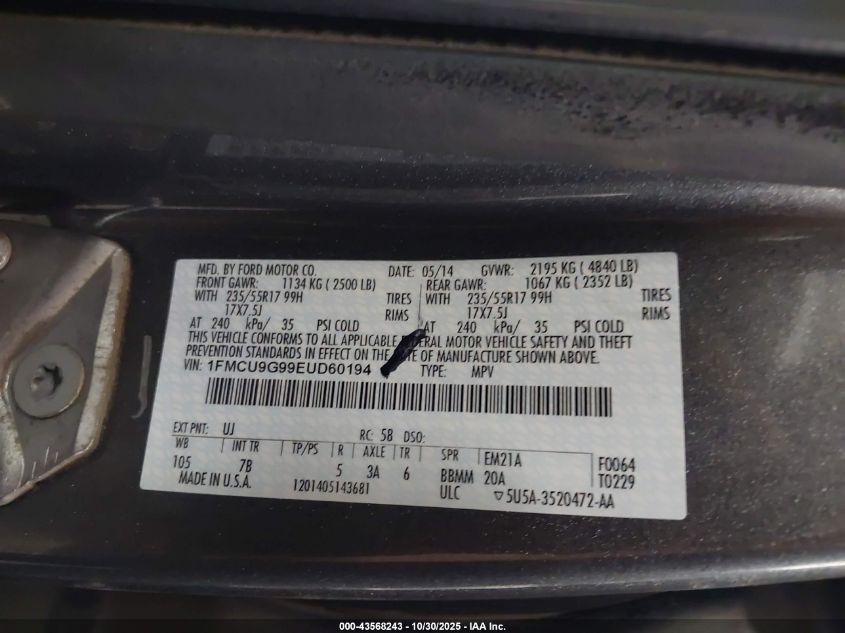 MFD. BY FORD MOTOR CO. DATE: 05/14 GVWR: 2195 KG ( 4840 LB)
FRONT GAWR: 1134 KG ( 2500 LB) REAR GAWR: 1067 KG ( 2352 LB)
WITH 235/55R17 99H TIRES WITH 235/55R17 99H TIRES
17X7.5J RIMS 17X7.5J RIMS
AT 240 kPa/ 35 PSI COLD AT 240 kPa/ 35 PSI COLD
THIS VEHICLE CONFORMS TO ALL APPLICABLE MOTOR VEHICLE SAFETY AND THEFT
PREVENTION STANDARDS IN EFFECT ON THE DATE OF MANUFACTURE SHOWN ABOVE.
VIN: 1FMCU9G99EUD60194 TYPE: MPV
EXT PNT: UJ RC: 58 DSO:
WB INT TR TP/PS R AXLE TR SPR EM21A F0064
105 7B 5 3A 6 BBMM 20A T0229
MADE IN U.S.A. 1201405143681 ULC 5U5A-3520472-AA
000-43568243 - 10/30/2025 - IAA Inc.